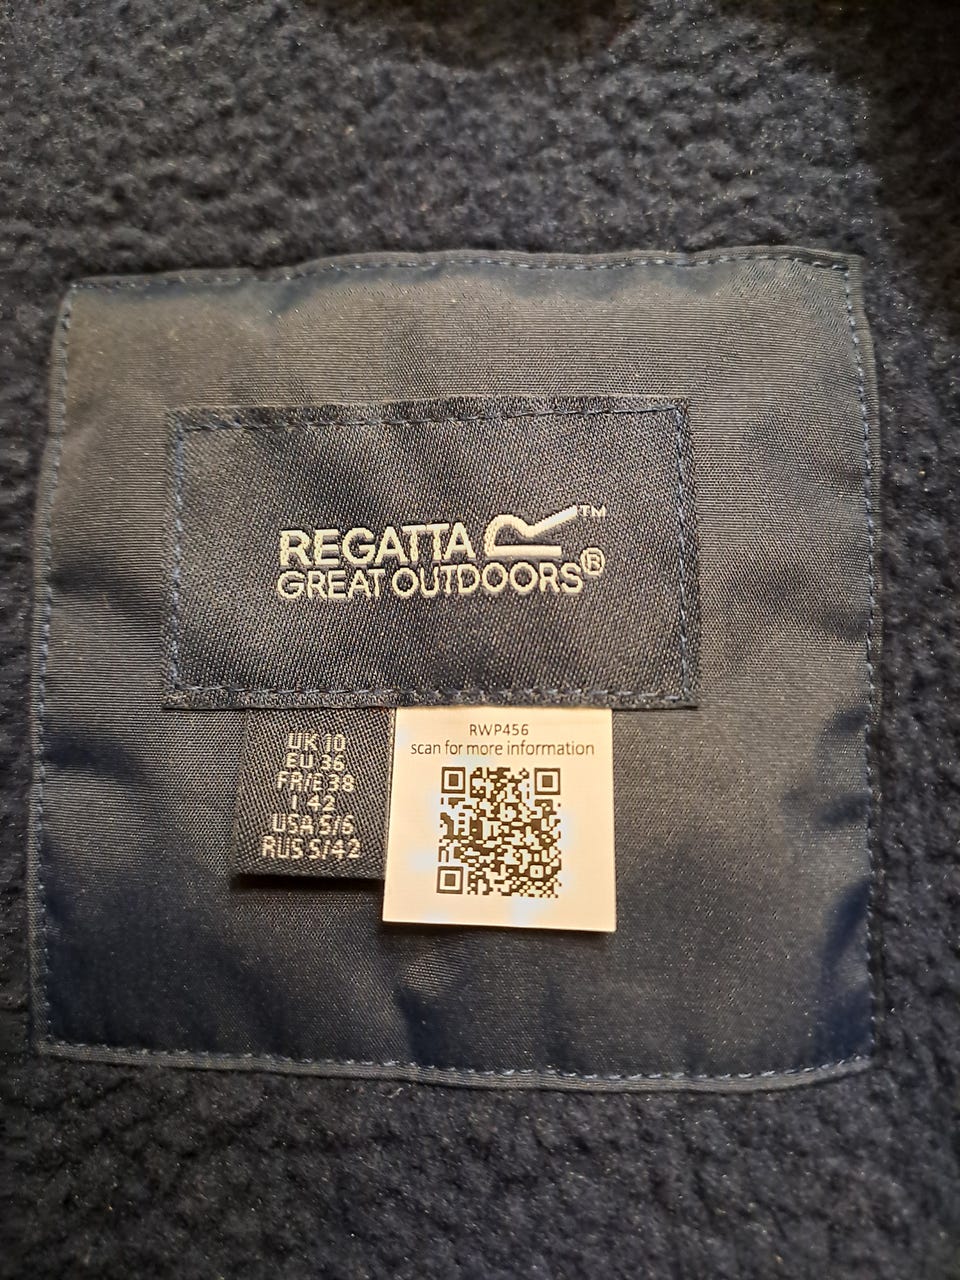 REGATTA ™
GREAT OUTDOORS®
UK 10
EU 36
FR/E 38
I 42
USA 5/6
RUS S/42
RWP456
scan for more information